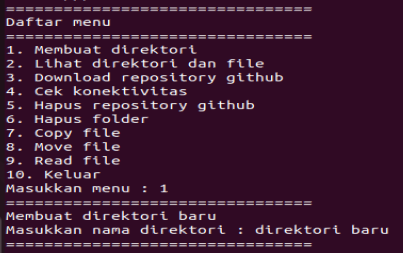 ================================
Daftar menu
================================
1. Membuat direktori
2. Lihat direktori dan file
3. Download repository github
4. Cek konektivitas
5. Hapus repository github
6. Hapus folder
7. Copy file
8. Move file
9. Read file
10. Keluar
Masukkan menu : 1
================================
Membuat direktori baru
Masukkan nama direktori : direktori baru
================================